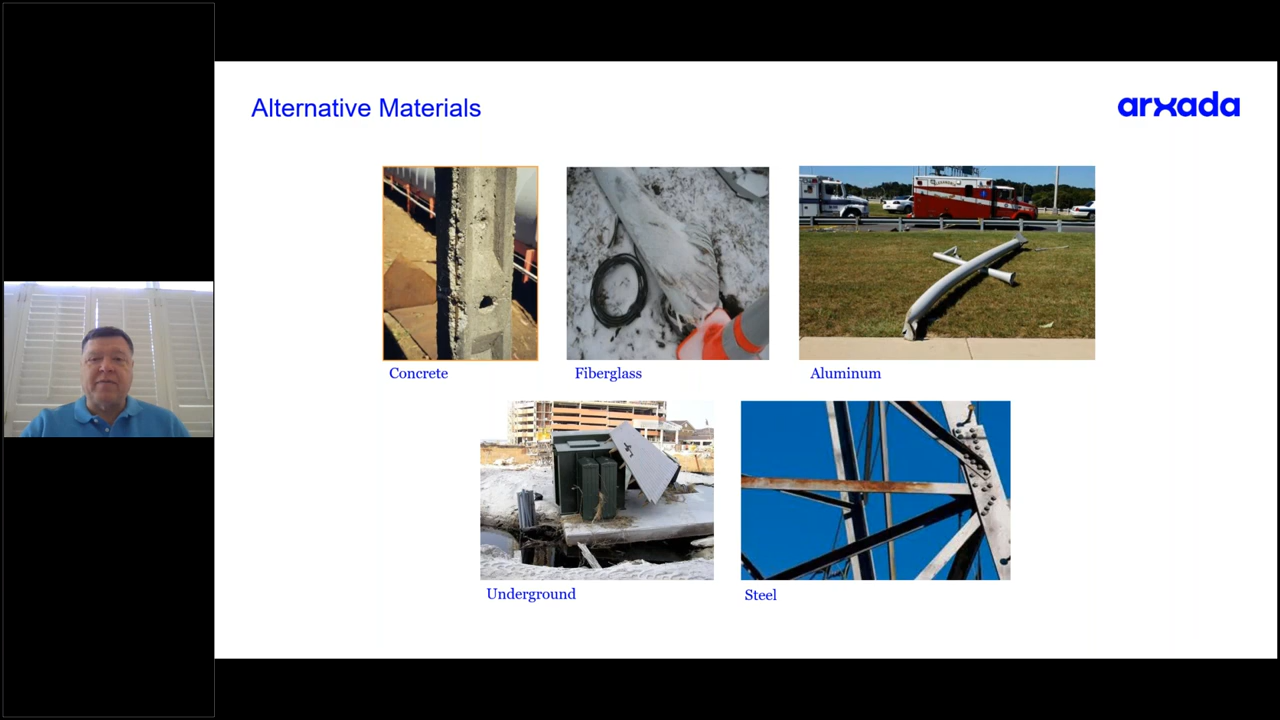 Alternative Materials
arxada
Concrete
Fiberglass
Aluminum
Underground
Steel